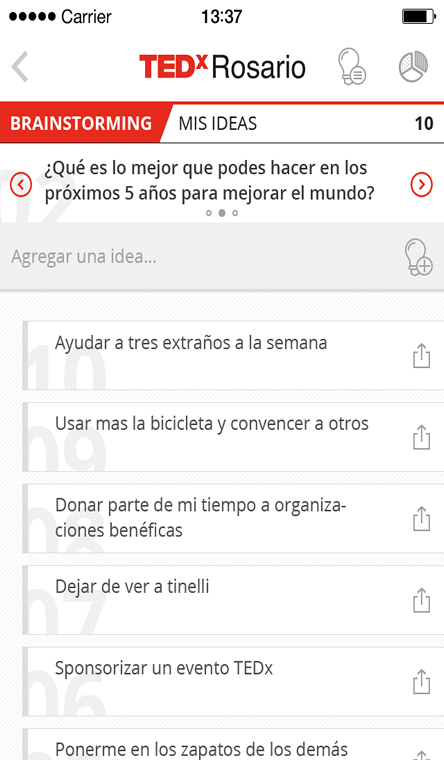 Carrier 13:37
TEDx Rosario
BRAINSTORMING MIS IDEAS 10
02
¿Qué es lo mejor que podes hacer en los
próximos 5 años para mejorar el mundo?
Agregar una idea...
10
Ayudar a tres extraños a la semana
09
Usar mas la bicicleta y convencer a otros
08
Donar parte de mi tiempo a organiza-
ciones benéficas
07
Dejar de ver a tinelli
06
Sponsorizar un evento TEDx
Ponerme en los zapatos de los demás